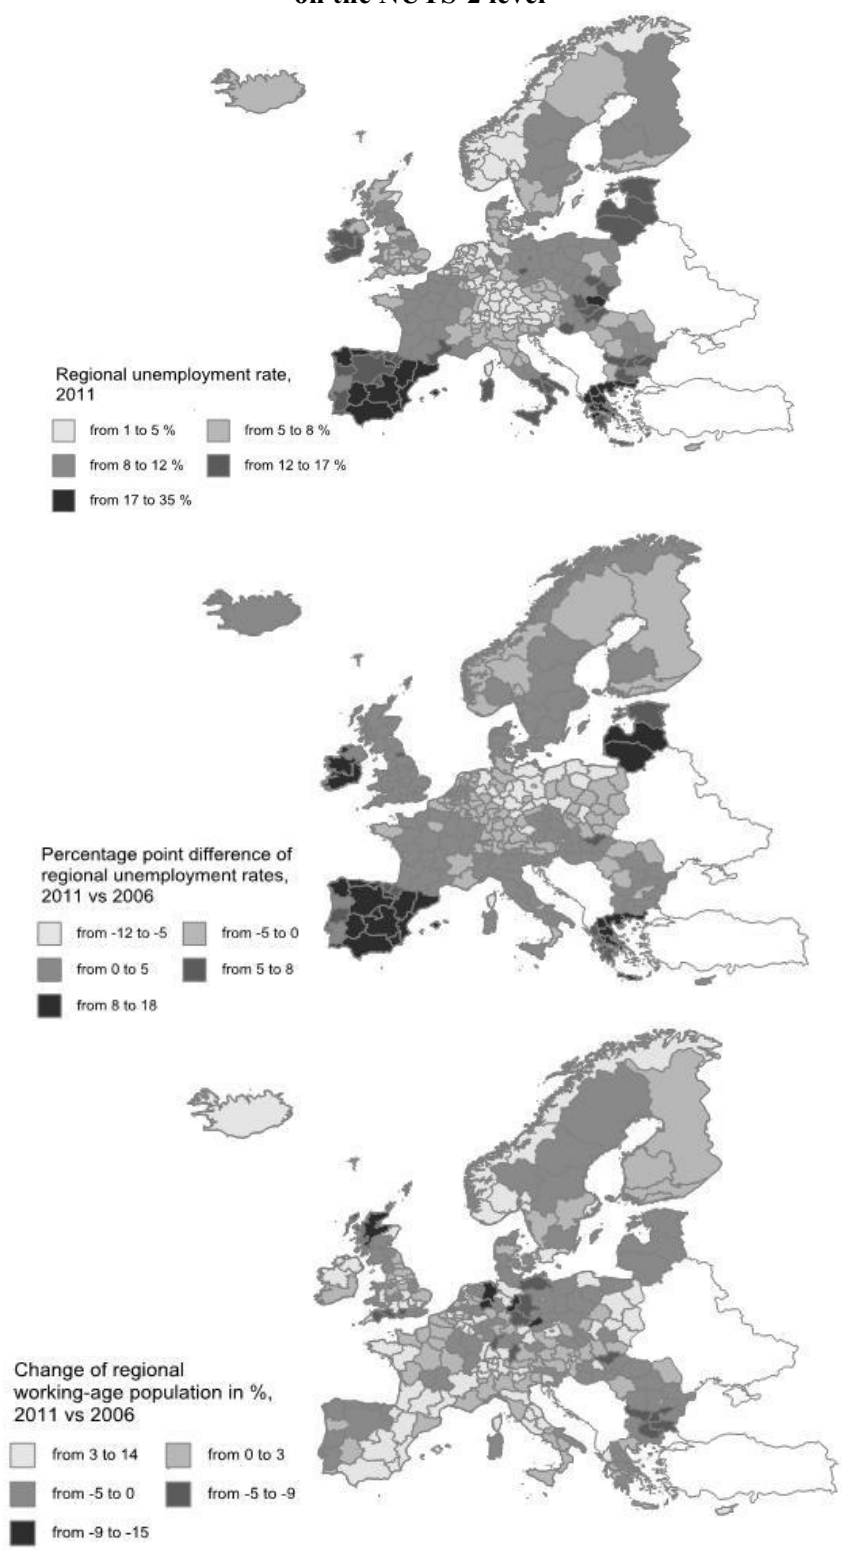 on the NUTS-2 level
Regional unemployment rate,
2011
from 1 to 5 %
from 5 to 8 %
from 8 to 12 %
from 12 to 17 %
from 17 to 35 %
Percentage point difference of
regional unemployment rates,
2011 vs 2006
from -12 to -5
from -5 to 0
from 0 to 5
from 5 to 8
from 8 to 18
Change of regional
working-age population in %,
2011 vs 2006
from 3 to 14
from 0 to 3
from -5 to 0
from -5 to -9
from -9 to -15